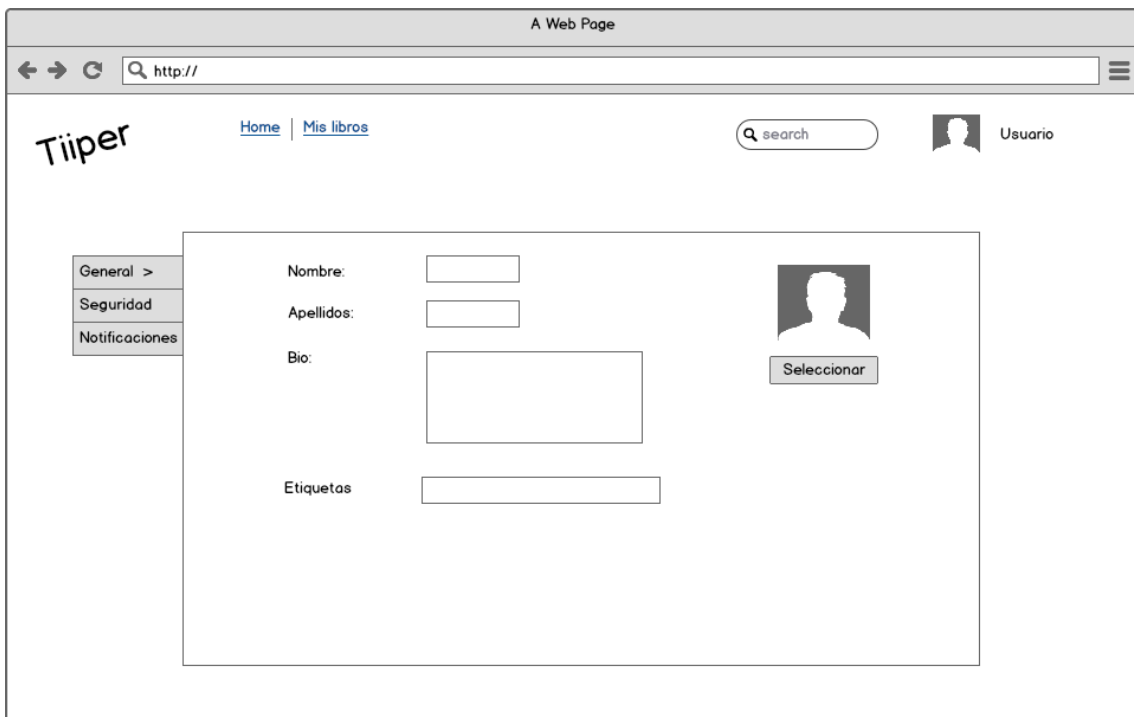 A Web Page
http://
Tiiper
Home | Mis libros
search
Usuario
General >
Seguridad
Notificaciones
Nombre:
Apellidos:
Bio:
Etiquetas
Seleccionar